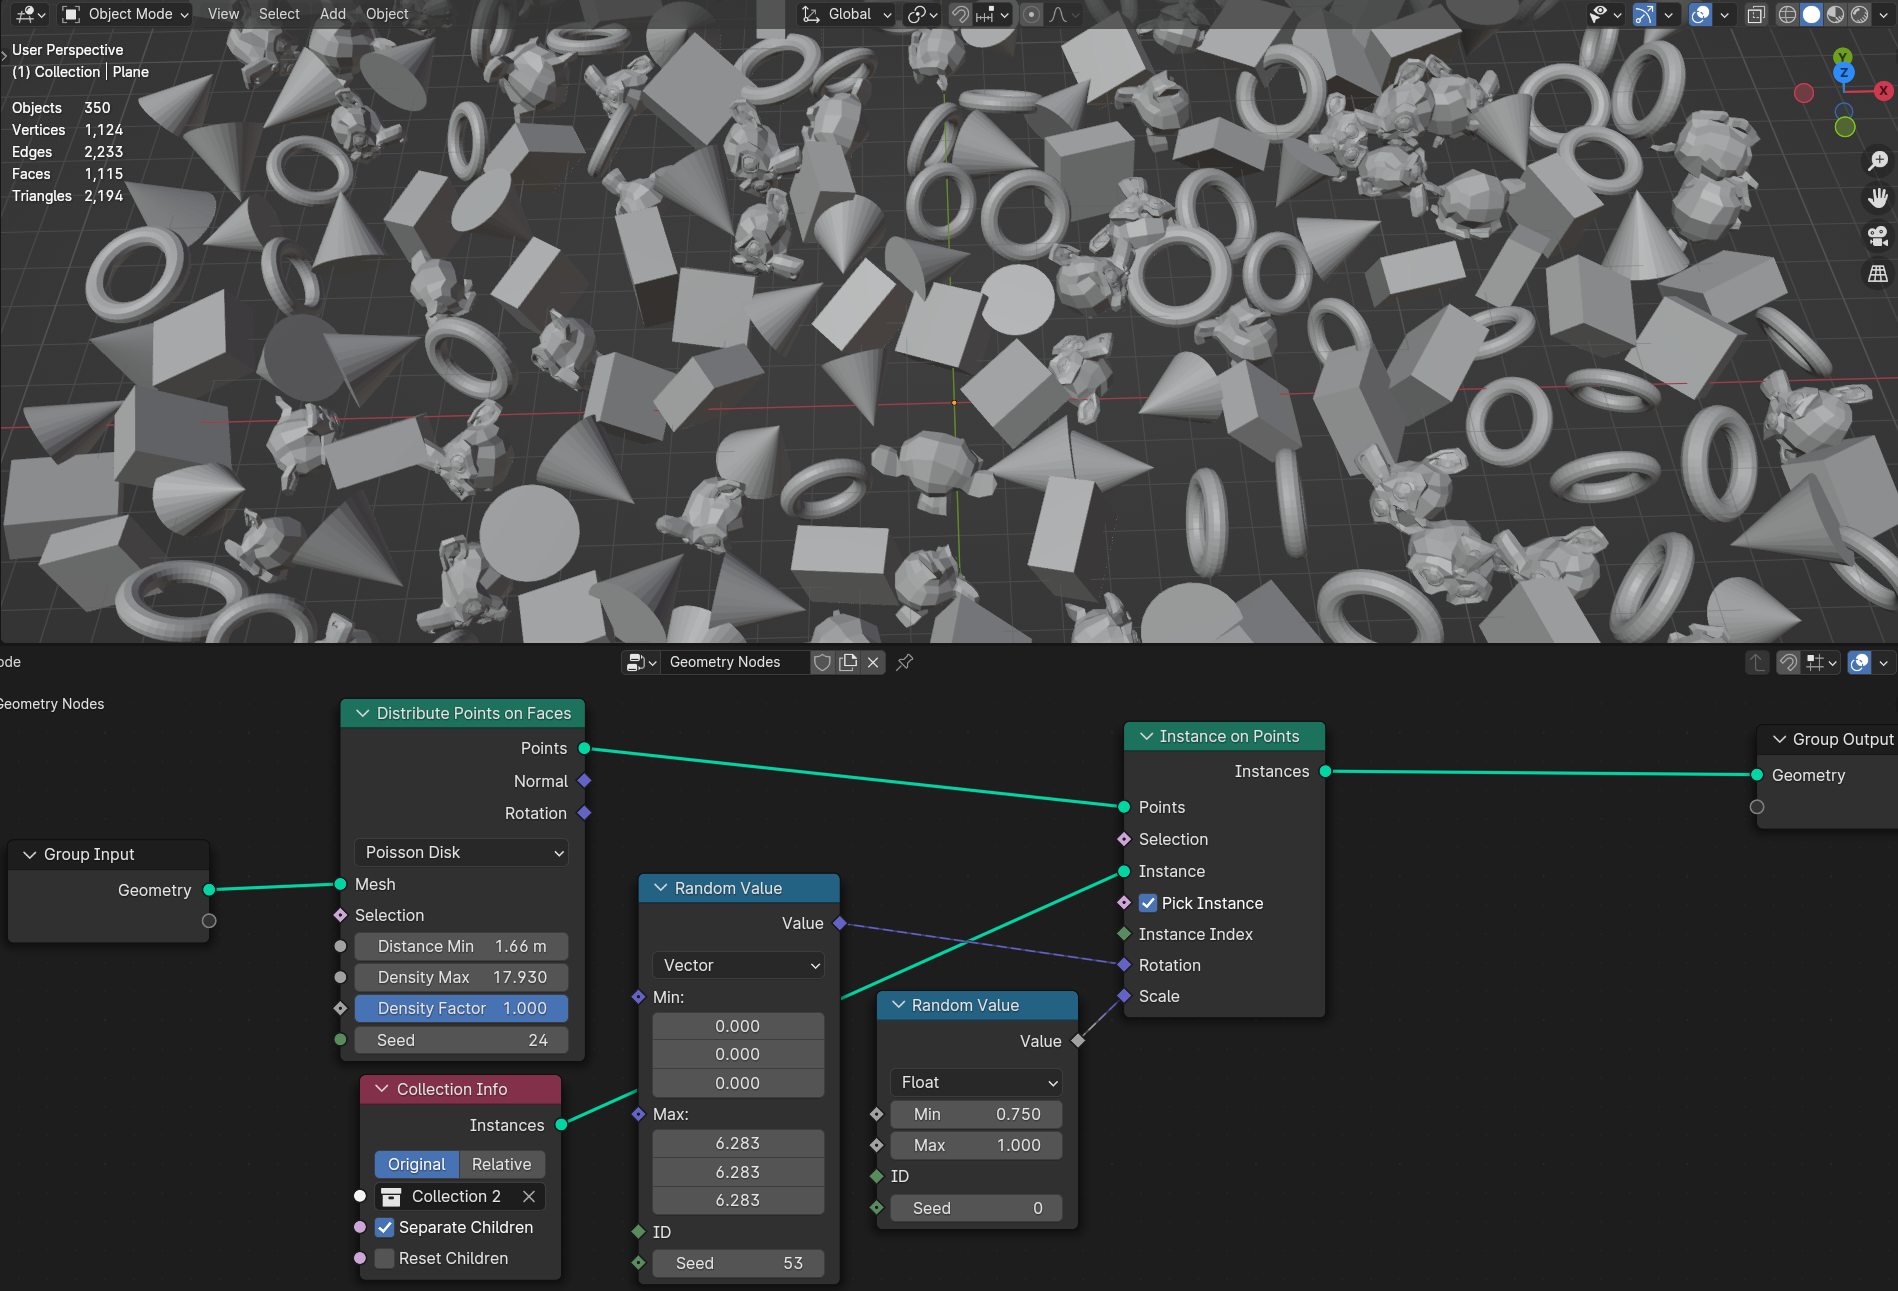 Object Mode View Select Add Object Global
User Perspective
(1) Collection | Plane
Objects 350
Vertices 1,124
Edges 2,233
Faces 1,115
Triangles 2,194
Y
Z
X
ode Geometry Nodes
Geometry Nodes
Distribute Points on Faces
Points
Normal
Rotation
Poisson Disk
Mesh
Selection
Distance Min 1.66 m
Density Max 17.930
Density Factor 1.000
Seed 24
Group Input
Geometry
Collection Info
Instances
Original Relative
Collection 2
Separate Children
Reset Children
Random Value
Value
Vector
Min:
0.000
0.000
0.000
Max:
6.283
6.283
6.283
ID
Seed 53
Random Value
Value
Float
Min 0.750
Max 1.000
ID
Seed 0
Instance on Points
Instances
Points
Selection
Instance
Pick Instance
Instance Index
Rotation
Scale
Group Output
Geometry